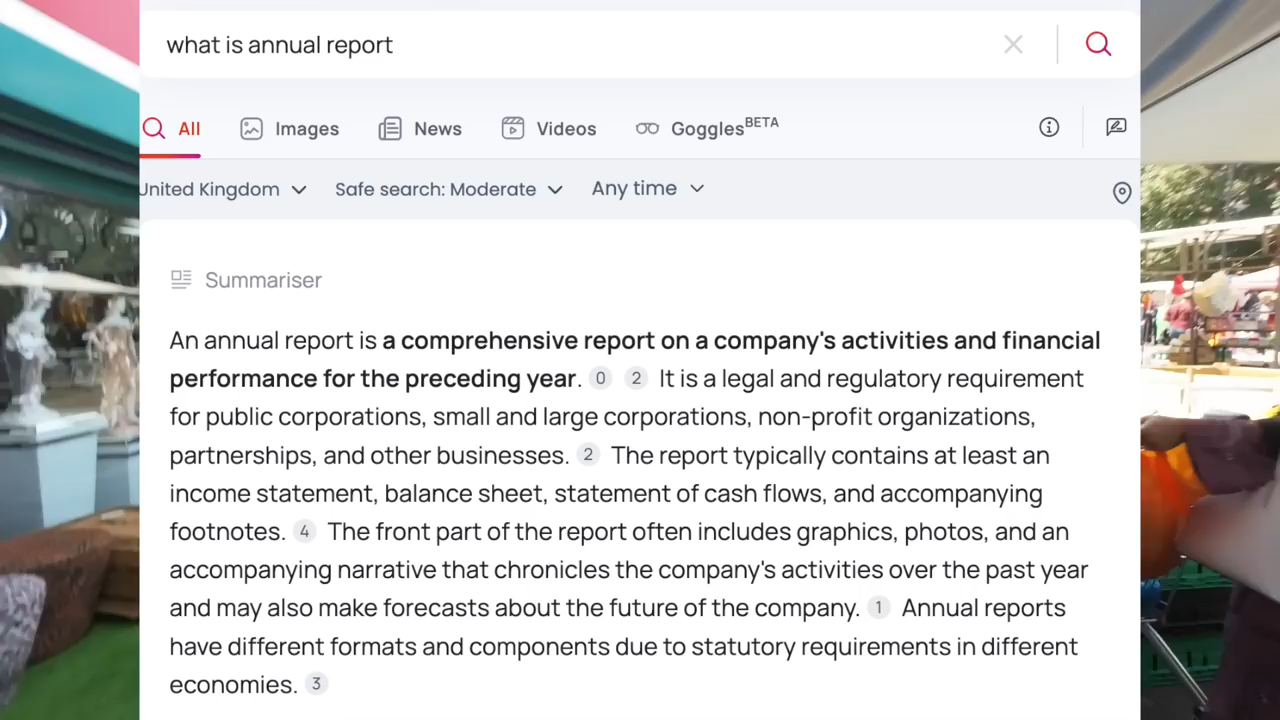 what is annual report
All Images News Videos Goggles BETA
United Kingdom Safe search: Moderate Any time
Summariser
An annual report is a comprehensive report on a company's activities and financial
performance for the preceding year. 0 2 It is a legal and regulatory requirement
for public corporations, small and large corporations, non-profit organizations,
partnerships, and other businesses. 2 The report typically contains at least an
income statement, balance sheet, statement of cash flows, and accompanying
footnotes. 4 The front part of the report often includes graphics, photos, and an
accompanying narrative that chronicles the company's activities over the past year
and may also make forecasts about the future of the company. 1 Annual reports
have different formats and components due to statutory requirements in different
economies. 3